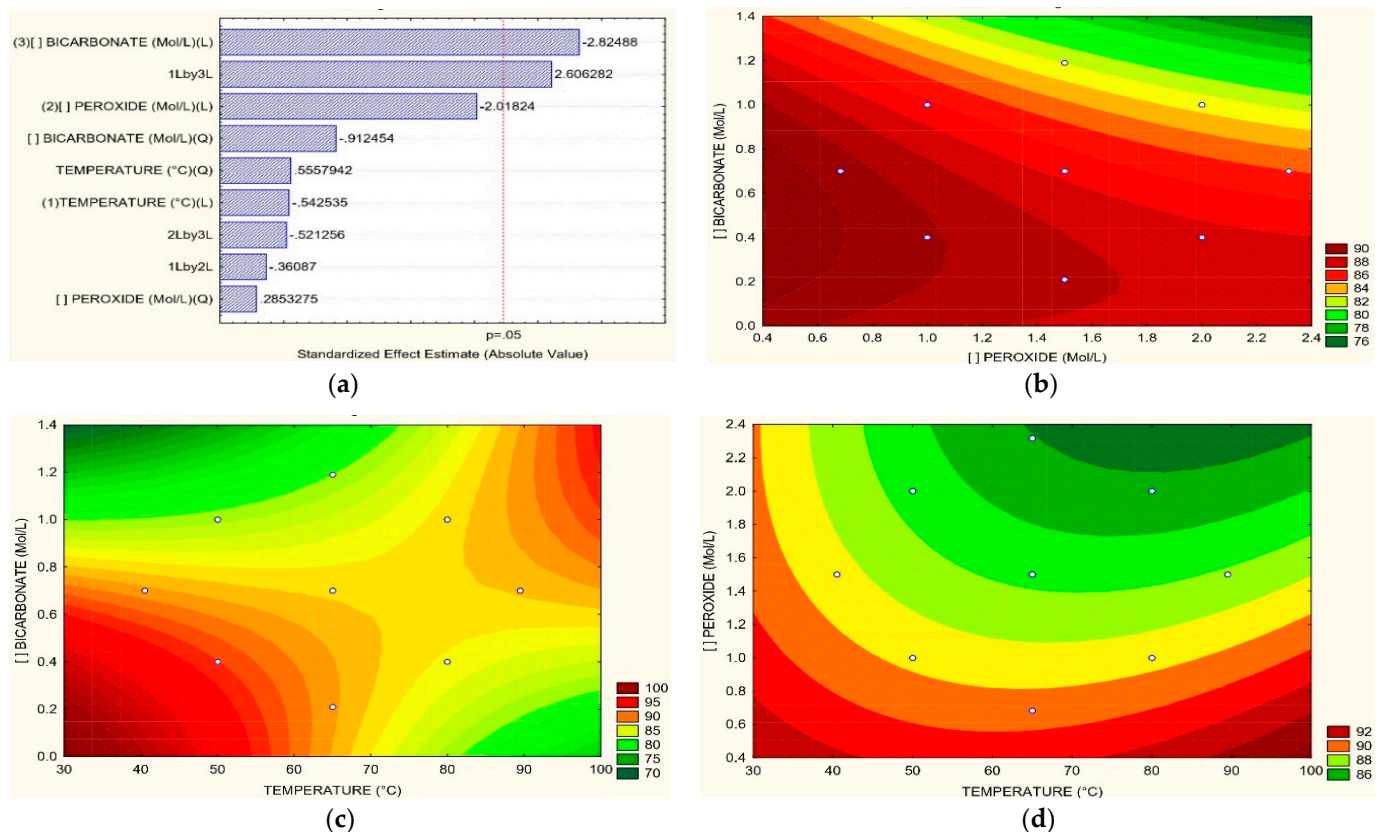 (3)[ ] BICARBONATE (Mol/L)(L)
-2.82488
1Lby3L
2.606282
(2)[ ] PEROXIDE (Mol/L)(L)
-2.01824
[ ] BICARBONATE (Mol/L)(Q)
-.912454
TEMPERATURE (°C)(Q)
.5557942
(1)TEMPERATURE (°C)(L)
-.542535
2Lby3L
-.521256
1Lby2L
-.36087
[ ] PEROXIDE (Mol/L)(Q)
.2853275
p=.05
Standardized Effect Estimate (Absolute Value)
(a)
[ ] BICARBONATE (Mol/L)
1.4
1.2
1.0
0.8
0.6
0.4
0.2
0.0
0.4 0.6 0.8 1.0 1.2 1.4 1.6 1.8 2.0 2.2 2.4
[ ] PEROXIDE (Mol/L)
90
88
86
84
82
80
78
76
(b)
[ ] BICARBONATE (Mol/L)
1.4
1.2
1.0
0.8
0.6
0.4
0.2
0.0
30 40 50 60 70 80 90 100
TEMPERATURE (°C)
100
95
90
85
80
75
70
(c)
[ ] PEROXIDE (Mol/L)
2.4
2.2
2.0
1.8
1.6
1.4
1.2
1.0
0.8
0.6
0.4
30 40 50 60 70 80 90 100
TEMPERATURE (°C)
92
90
88
86
(d)